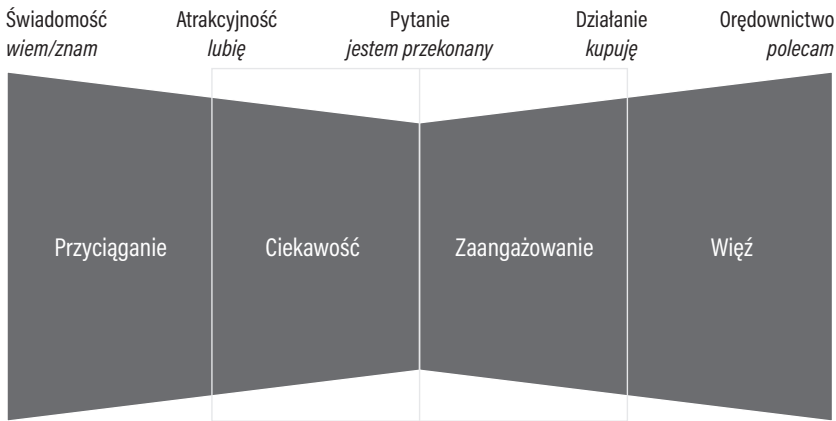 Świadomość
wiem/znam
Atrakcyjność
lubię
Pytanie
jestem przekonany
Działanie
kupuję
Orędownictwo
polecam
Przyciąganie
Ciekawość
Zaangażowanie
Więź